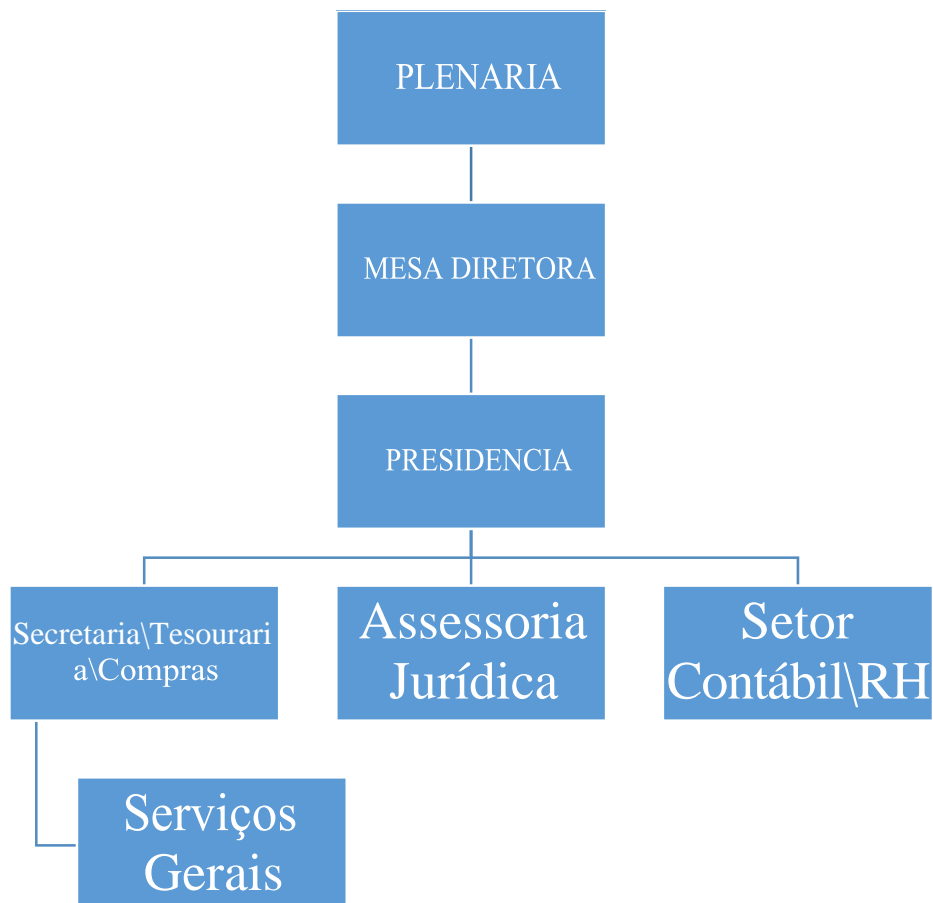 PLENARIA
MESA DIRETORA
PRESIDENCIA
Secretaria\Tesourari
a\Compras
Assessoria
Jurídica
Setor
Contábil\RH
Serviços
Gerais